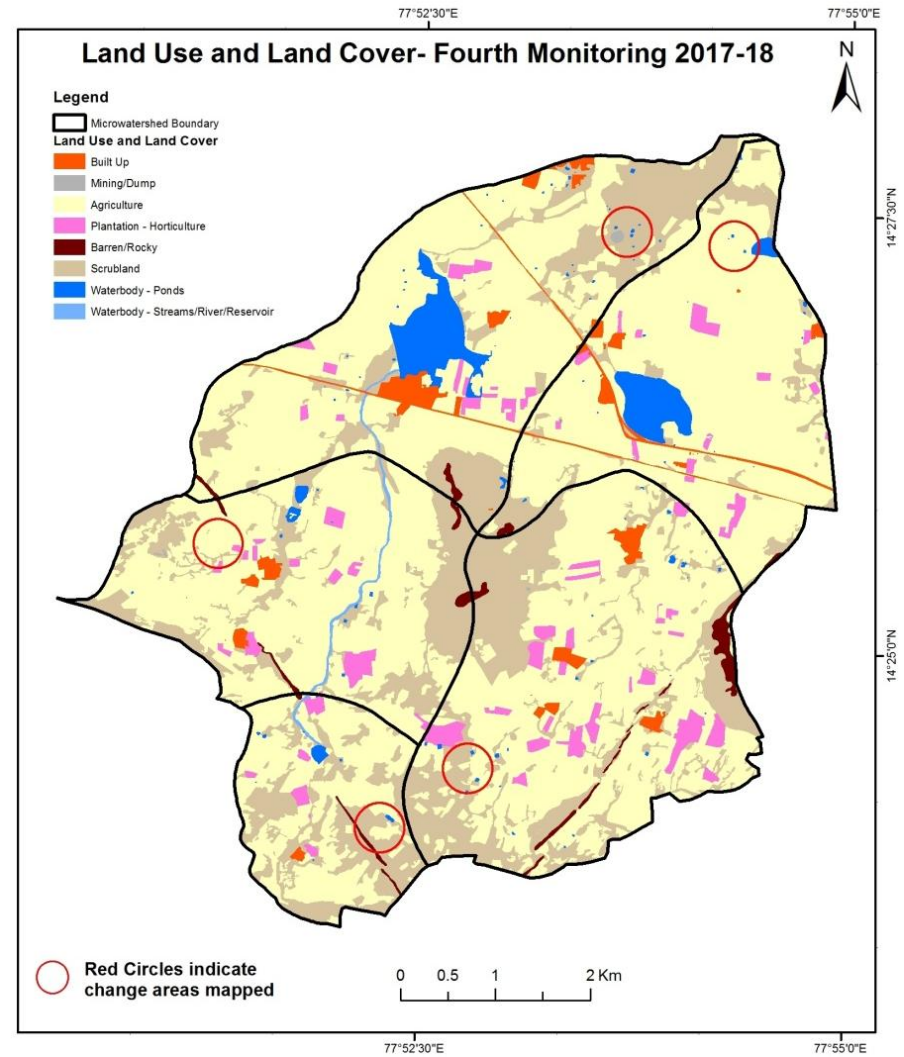 77°52'30"E
77°55'0"E
Land Use and Land Cover- Fourth Monitoring 2017-18
N
Legend
Microwatershed Boundary
Land Use and Land Cover
Built Up
Mining/Dump
Agriculture
Plantation - Horticulture
Barren/Rocky
Scrubland
Waterbody - Ponds
Waterbody - Streams/River/Reservoir
14°27'30"N
14°25'0"N
Red Circles indicate
change areas mapped
0 0.5 1 2 Km
77°52'30"E
77°55'0"E